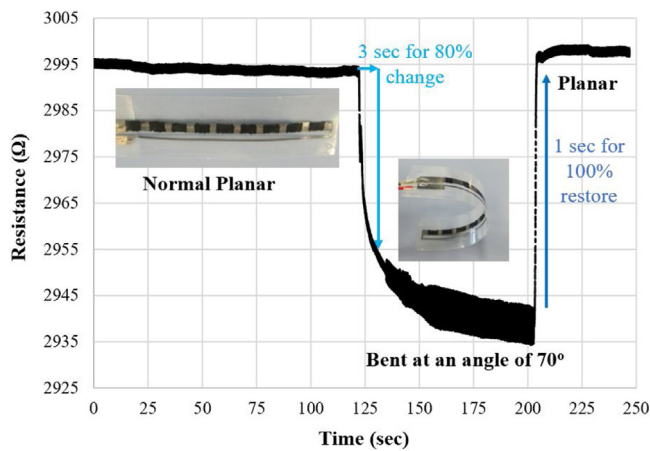 3005
2995
2985
2975
2965
2955
2945
2935
2925
Resistance (Ω)
0
25
50
75
100
125
150
175
200
225
250
Time (sec)
Normal Planar
3 sec for 80%
change
Bent at an angle of 70º
Planar
1 sec for
100%
restore